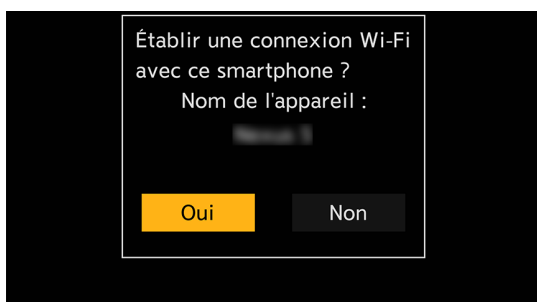 Établir une connexion Wi-Fi
avec ce smartphone ?
Nom de l'appareil :
Oui
Non